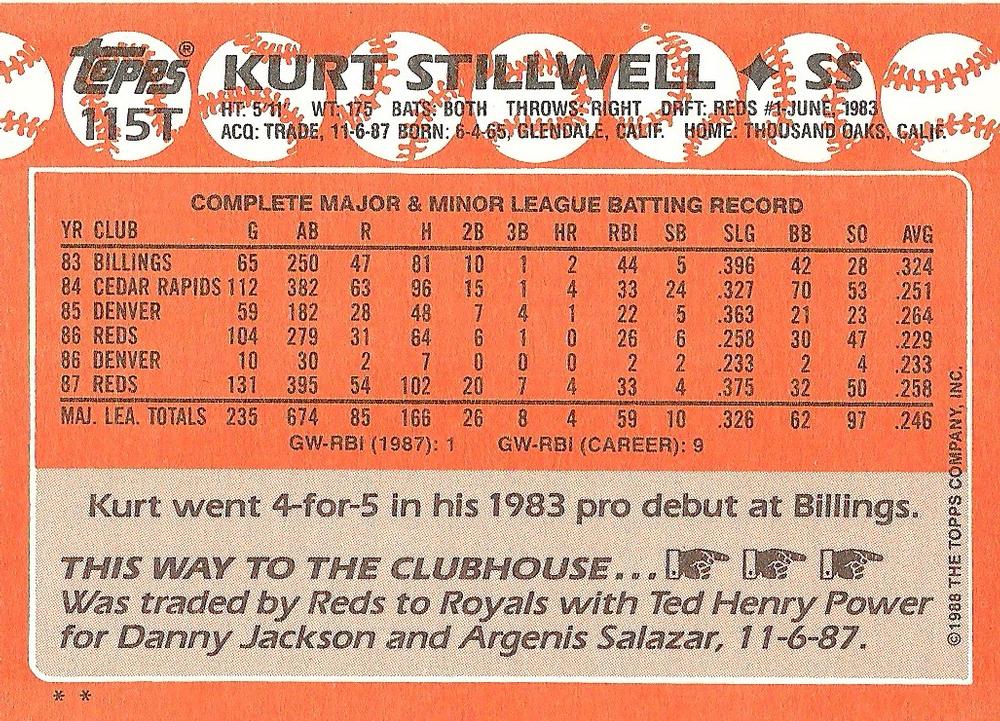 Topps® KURT STILLWELL ♦ SS
115T HT: 5'11" WT: 175 BATS: BOTH THROWS: RIGHT DRFT: REDS #1-JUNE, 1983
ACQ: TRADE, 11-6-87 BORN: 6-4-65, GLENDALE, CALIF. HOME: THOUSAND OAKS, CALIF.
COMPLETE MAJOR & MINOR LEAGUE BATTING RECORD
YR CLUB G AB R H 2B 3B HR RBI SB SLG BB SO AVG
83 BILLINGS 65 250 47 81 10 1 2 44 5 .396 42 28 .324
84 CEDAR RAPIDS 112 382 63 96 15 1 4 33 24 .327 70 53 .251
85 DENVER 59 182 28 48 7 4 1 22 5 .363 21 23 .264
86 REDS 104 279 31 64 6 1 0 26 6 .258 30 47 .229
86 DENVER 10 30 2 7 0 0 0 2 2 .233 2 4 .233
87 REDS 131 395 54 102 20 7 4 33 4 .375 32 50 .258
MAJ. LEA. TOTALS 235 674 85 166 26 8 4 59 10 .326 62 97 .246
GW-RBI (1987): 1 GW-RBI (CAREER): 9
Kurt went 4-for-5 in his 1983 pro debut at Billings.
THIS WAY TO THE CLUBHOUSE...
Was traded by Reds to Royals with Ted Henry Power
for Danny Jackson and Argenis Salazar, 11-6-87.
©1988 THE TOPPS COMPANY, INC.
* *